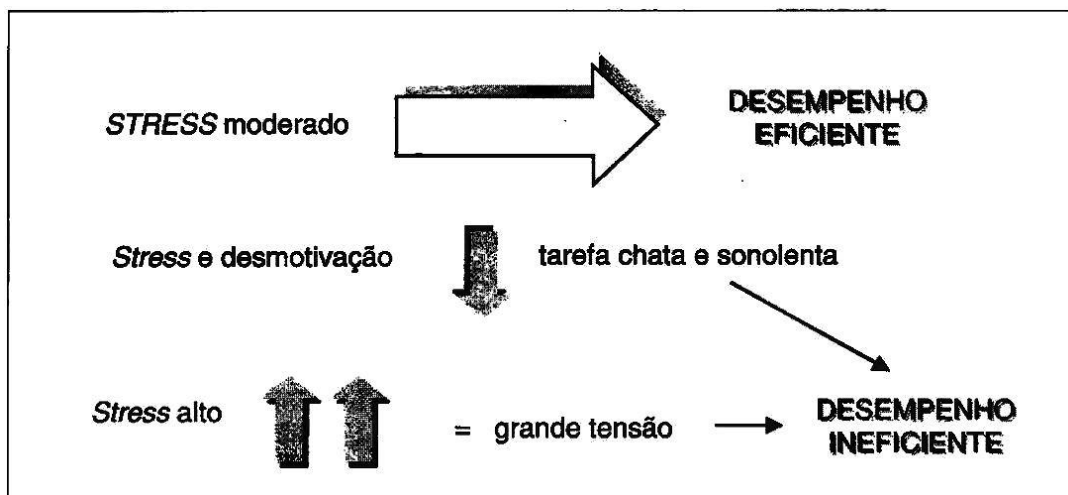 STRESS moderado
DESEMPENHO
EFICIENTE
Stress e desmotivação
tarefa chata e sonolenta
Stress alto
= grande tensão
DESEMPENHO
INEFICIENTE